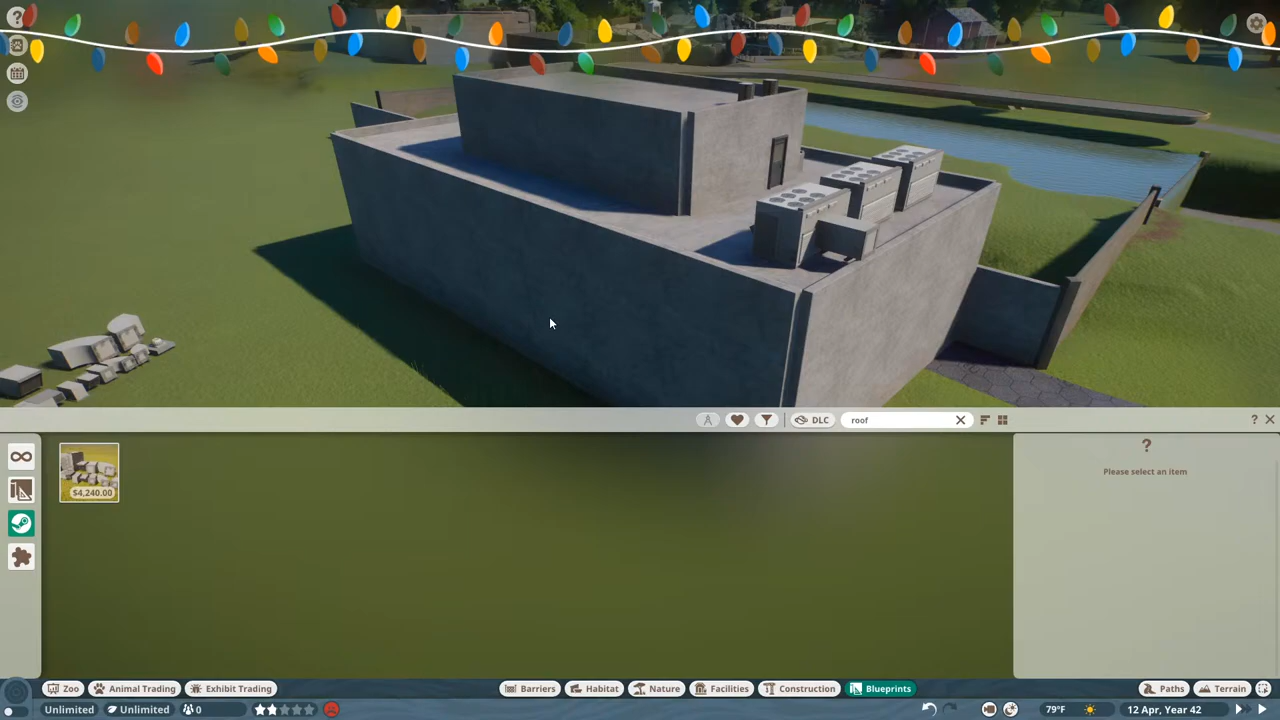 ?
DLC
roof
?
$4,240.00
?
Please select an item
Zoo
Animal Trading
Exhibit Trading
Barriers
Habitat
Nature
Facilities
Construction
Blueprints
Paths
Terrain
Unlimited
Unlimited
0
79°F
12 Apr, Year 42